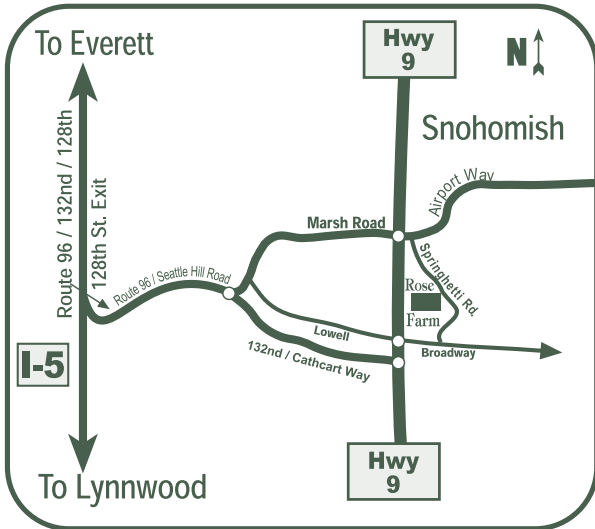 To Everett
Hwy
9
N
Snohomish
Route 96 / 132nd / 128th
128th St. Exit
Airport Way
Marsh Road
Springhetti Rd.
Route 96 / Seattle Hill Road
Rose
Farm
Lowell
Broadway
132nd / Cathcart Way
I-5
Hwy
9
To Lynnwood